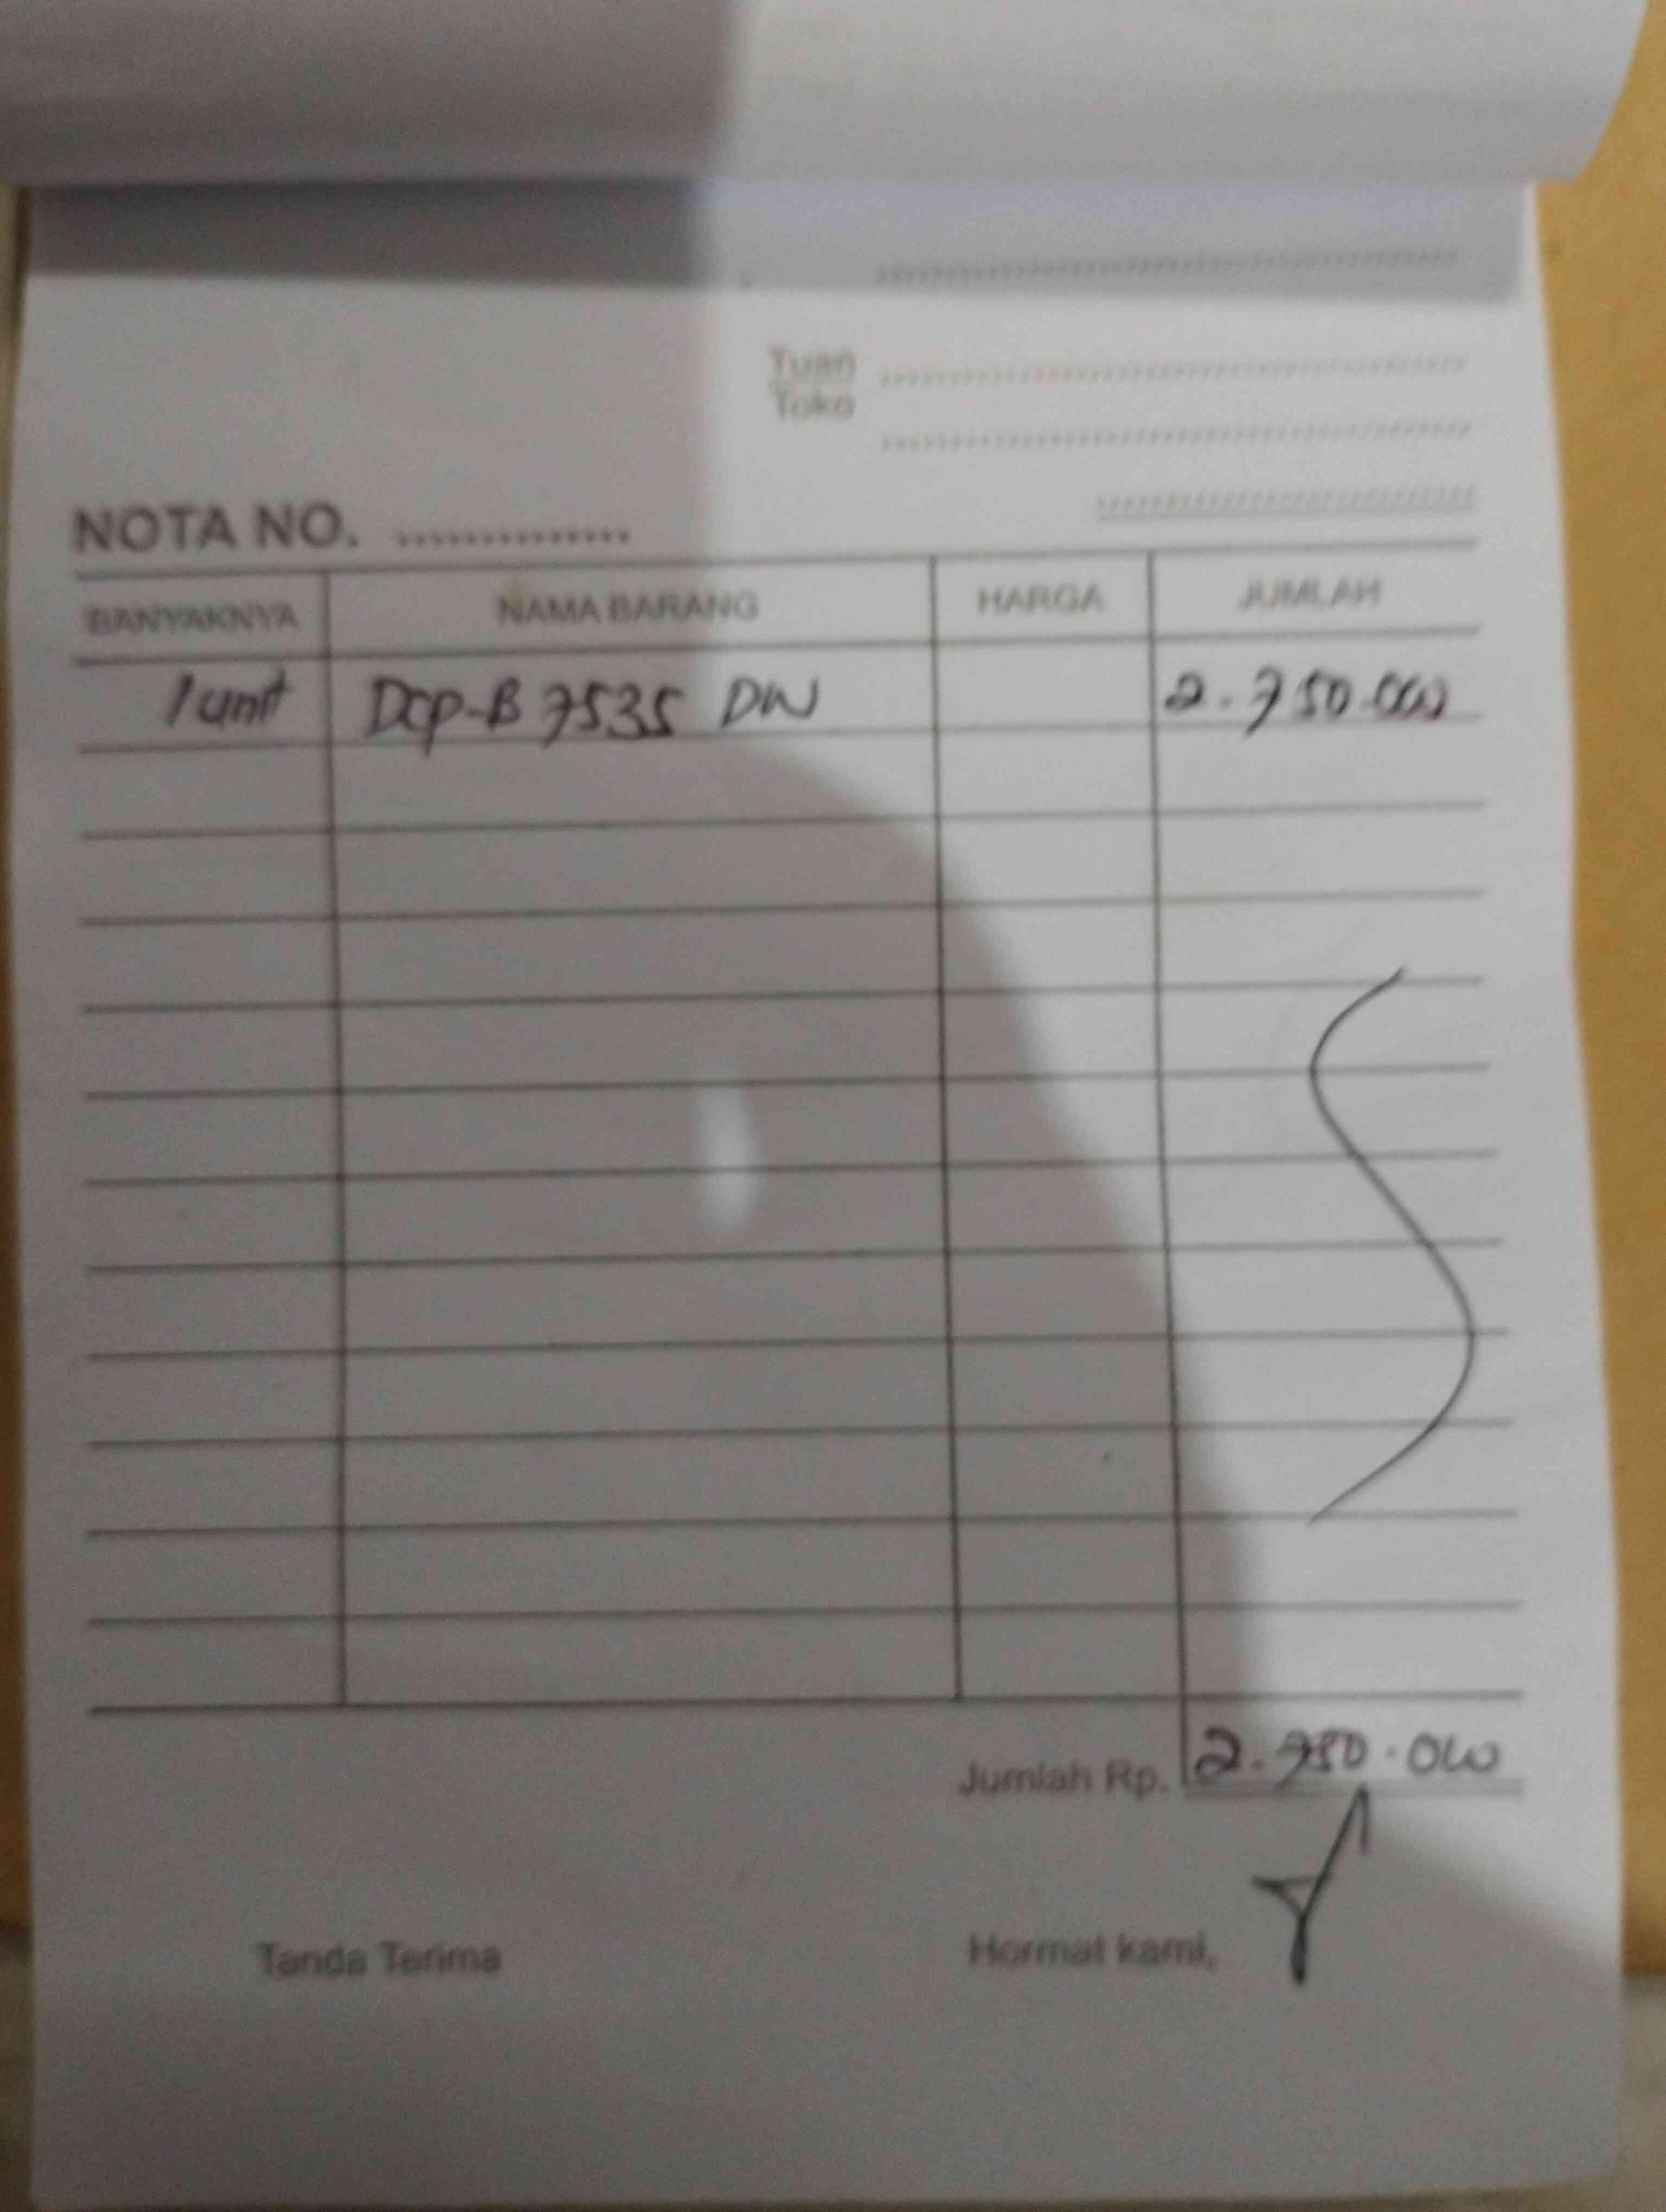 Tuan
Toko
NOTA NO. ...............
BANYAKNYA NAMA BARANG HARGA JUMLAH
1 unit Dcp-B 7535 DW 2.750.000
Jumlah Rp. 2.750.000
Tanda Terima Hormat kami,